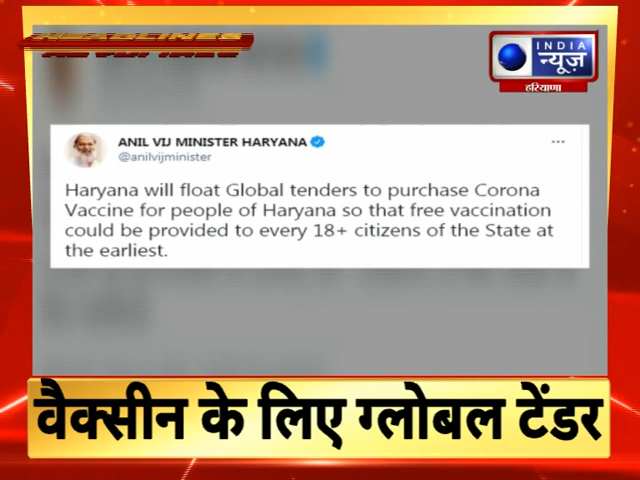 HEADLINES
INDIA
न्यूज़
हरियाणा
ANIL VIJ MINISTER HARYANA
@anilvijminister
Haryana will float Global tenders to purchase Corona
Vaccine for people of Haryana so that free vaccination
could be provided to every 18+ citizens of the State at
the earliest.
वैक्सीन के लिए ग्लोबल टेंडर